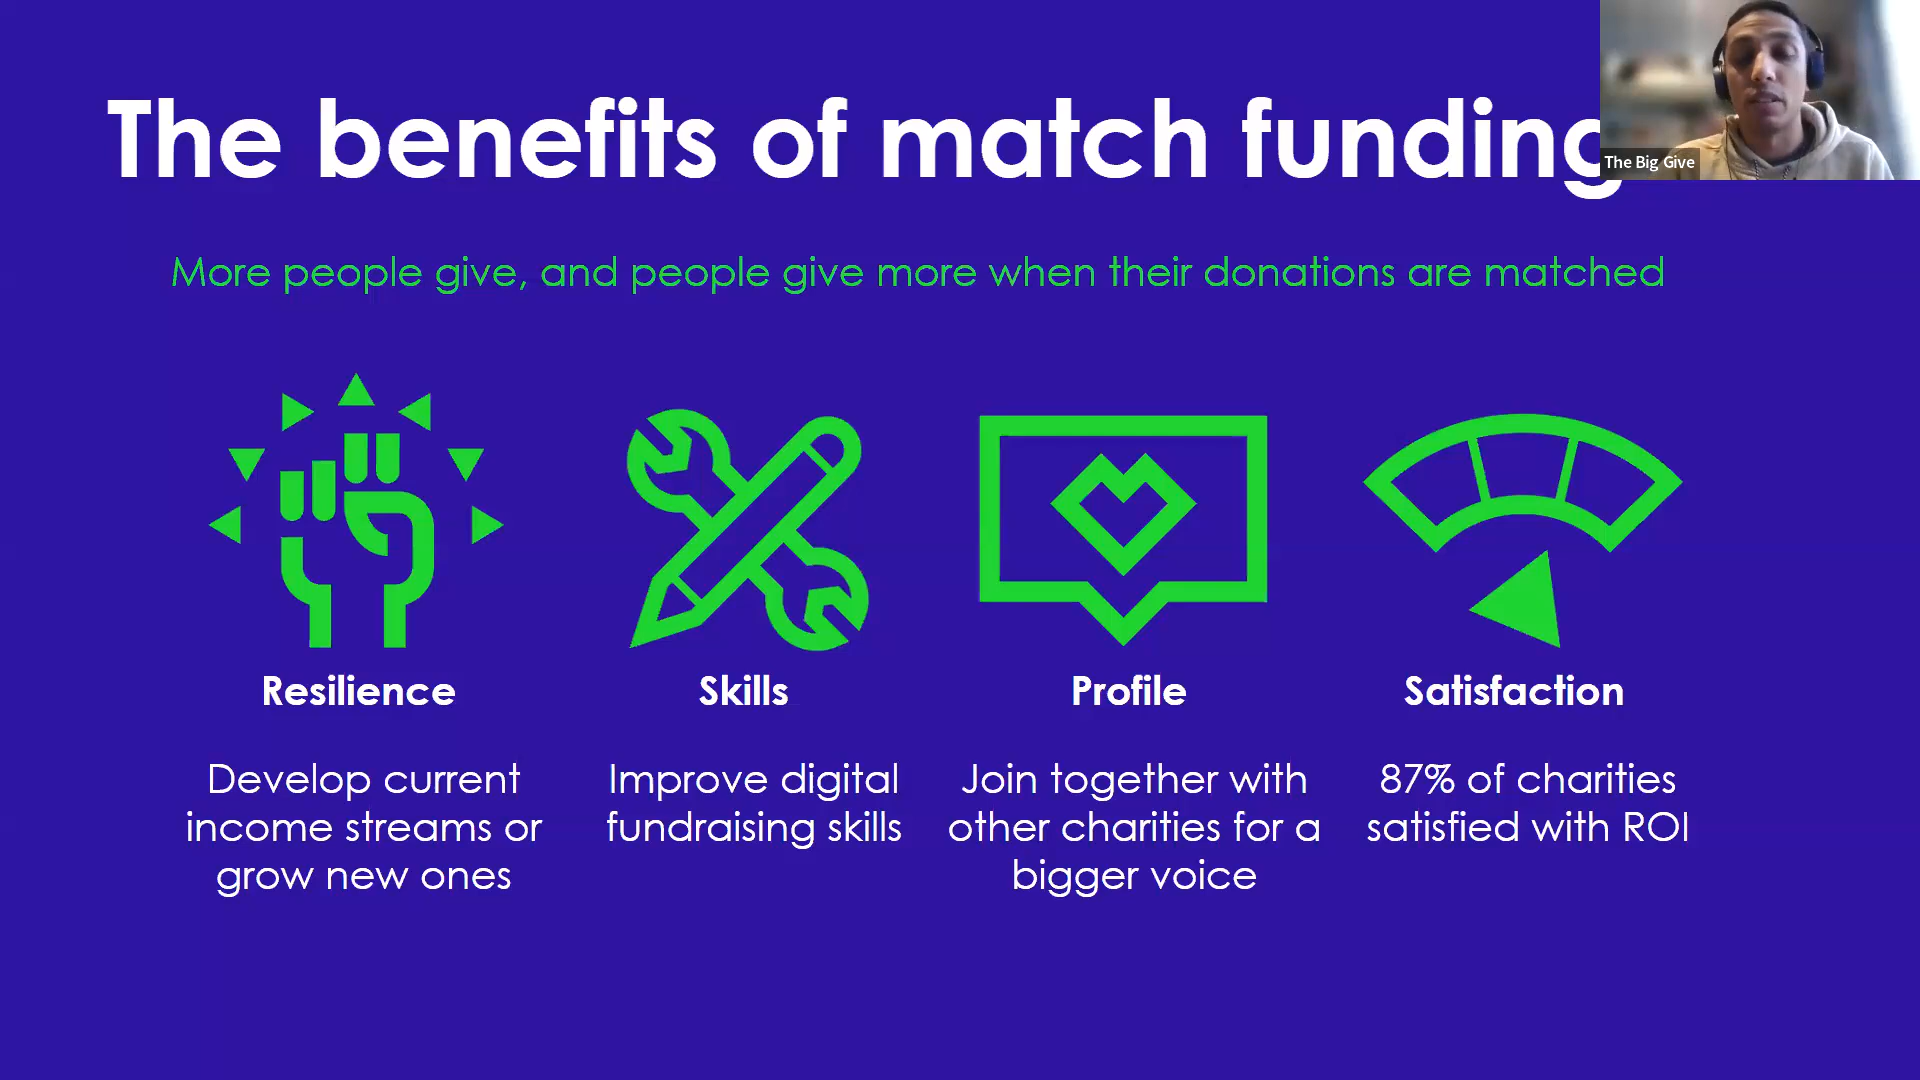 The benefits of match funding
The Big Give
More people give, and people give more when their donations are matched
Resilience
Develop current
income streams or
grow new ones
Skills
Improve digital
fundraising skills
Profile
Join together with
other charities for a
bigger voice
Satisfaction
87% of charities
satisfied with ROI